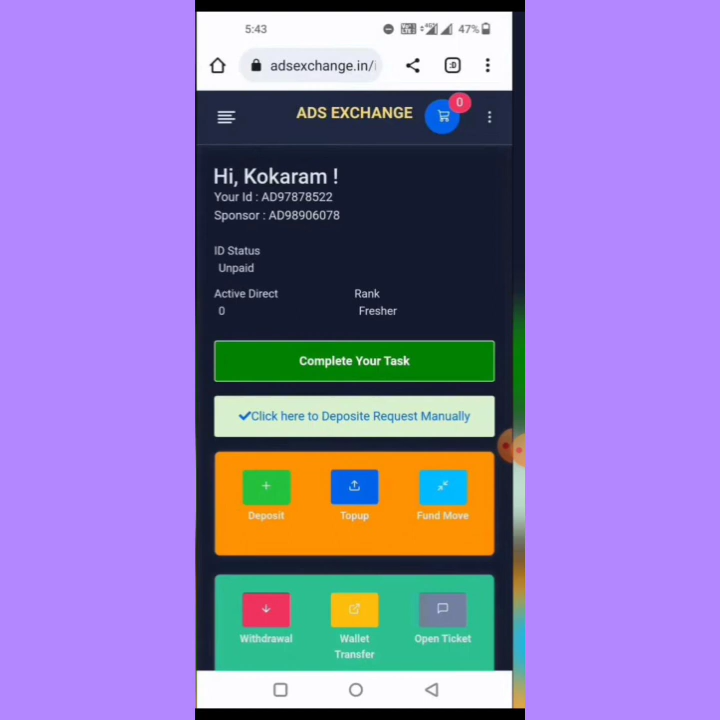 5:43
47%
adsexchange.in/
ADS EXCHANGE
0
Hi, Kokaram !
Your Id : AD97878522
Sponsor : AD98906078
ID Status
Unpaid
Active Direct
Rank
0
Fresher
Complete Your Task
Click here to Deposite Request Manually
Deposit
Topup
Fund Move
Withdrawal
Wallet
Transfer
Open Ticket